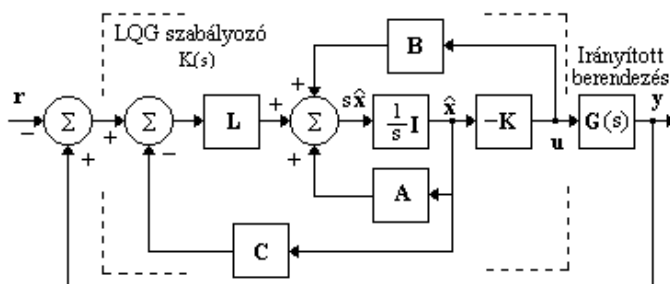 LQG szabályozó
K(s)
Irányított
berendezés
B
r
y
+
+
sx̂
x̂
Σ
Σ
L
Σ
1/s I
−K
G(s)
−
+
−
+
+
u
A
C